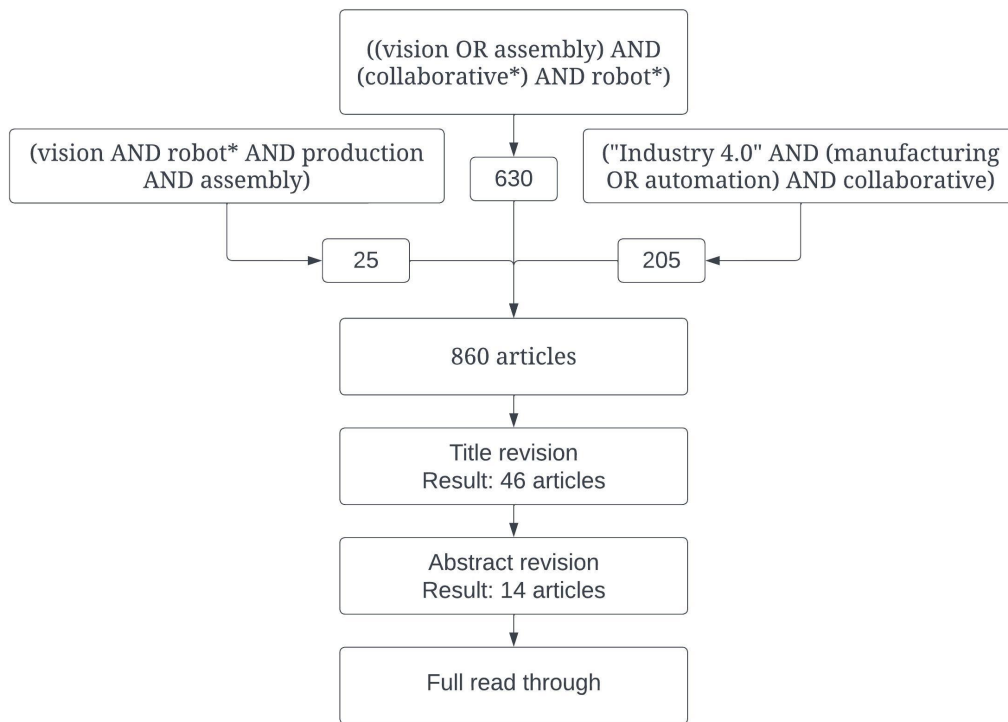 ((vision OR assembly) AND
(collaborative*) AND robot*)
(vision AND robot* AND production
AND assembly)
630
("Industry 4.0" AND (manufacturing
OR automation) AND collaborative)
25
205
860 articles
Title revision
Result: 46 articles
Abstract revision
Result: 14 articles
Full read through